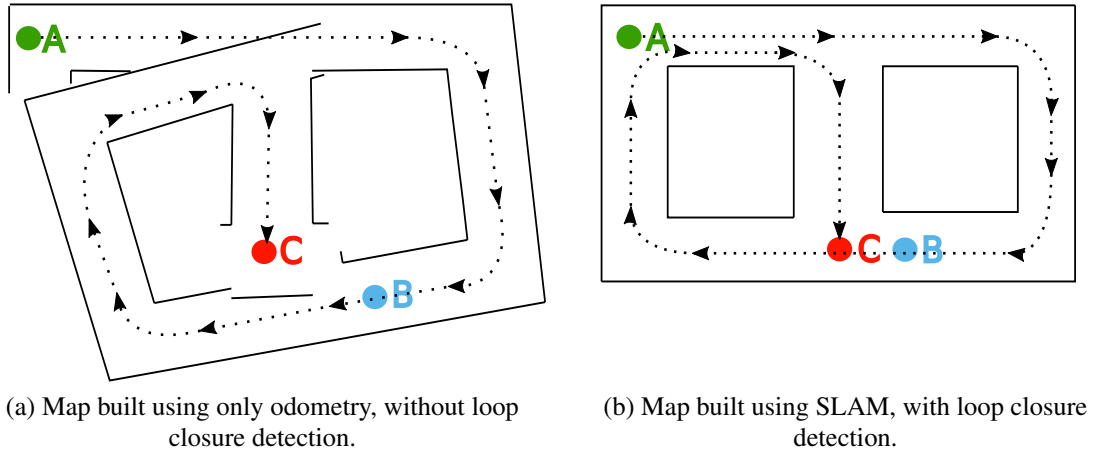 A
C
B
(a) Map built using only odometry, without loop
closure detection.
A
C
B
(b) Map built using SLAM, with loop closure
detection.